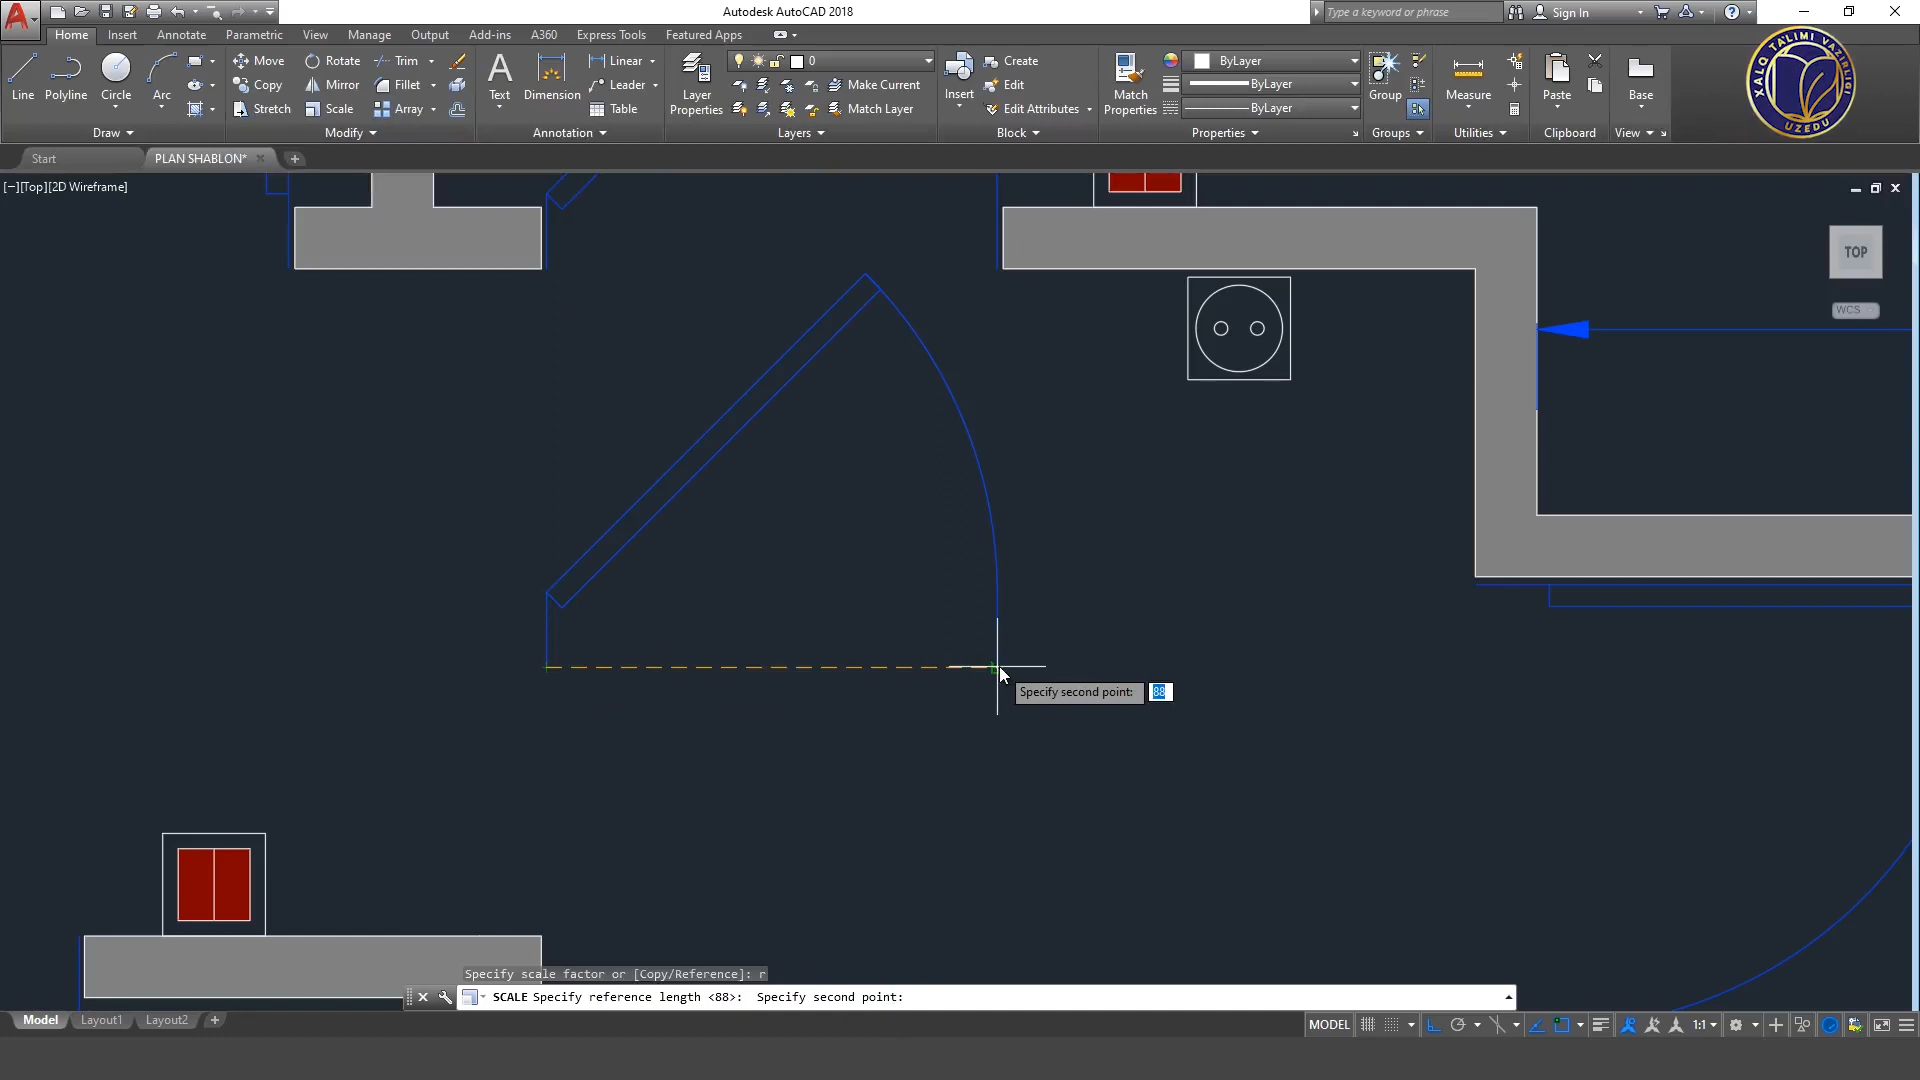 Autodesk AutoCAD 2018
Type a keyword or phrase
Sign In
Home Insert Annotate Parametric View Manage Output Add-ins A360 Express Tools Featured Apps
Line Polyline Circle Arc
Move Rotate Trim
Copy Mirror Fillet
Stretch Scale Array
Text Dimension
Linear
Leader
Table
Layer Properties
0
Make Current
Match Layer
Insert
Create
Edit
Edit Attributes
Match Properties
ByLayer
ByLayer
ByLayer
Group
Measure
Paste
Base
Draw Modify Annotation Layers Block Properties Groups Utilities Clipboard View
XALQ TALIMI VAZIRLIGI
UZEDU
Start PLAN SHABLON*
[−][Top][2D Wireframe]
TOP
WCS
Specify second point: 88
Specify scale factor or [Copy/Reference]: r
SCALE Specify reference length <88>: Specify second point:
Model Layout1 Layout2
MODEL 1:1